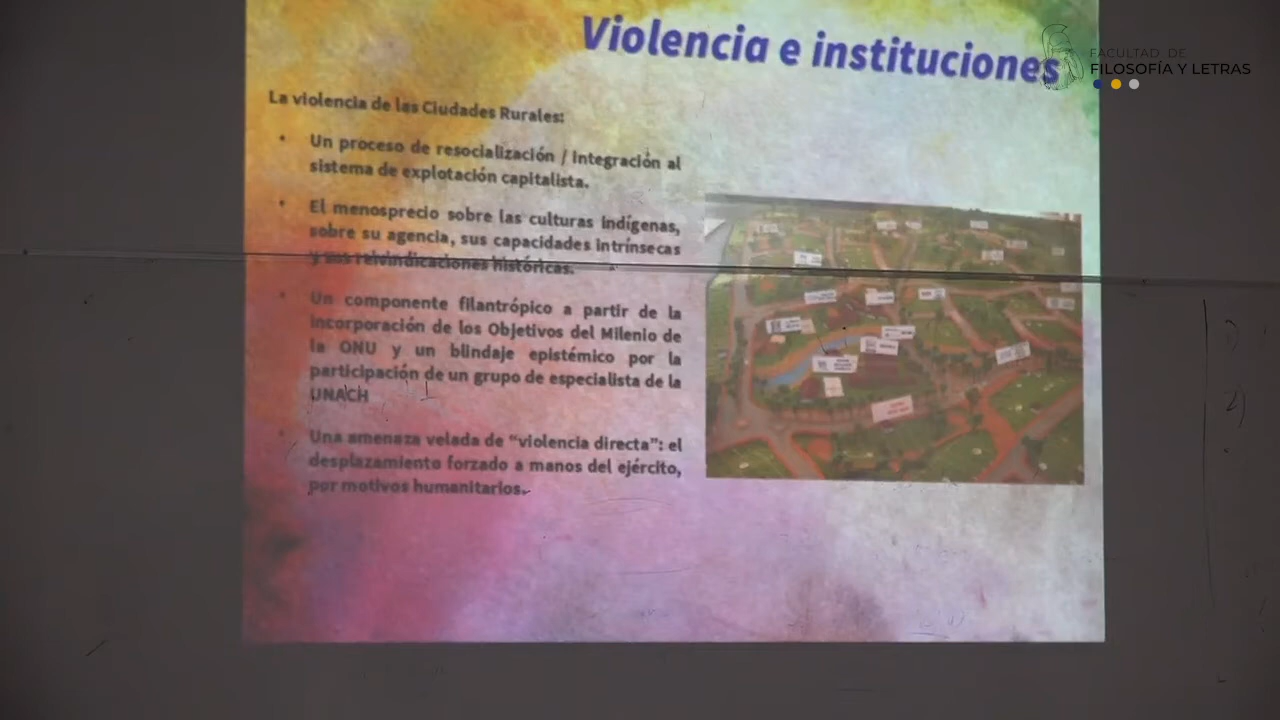 Violencia e instituciones
FACULTAD DE
FILOSOFÍA Y LETRAS
La violencia de las Ciudades Rurales:
• Un proceso de resocialización / integración al
sistema de explotación capitalista.
• El menosprecio sobre las culturas indígenas,
sobre su agencia, sus capacidades intrínsecas
y sus reivindicaciones históricas.
• Un componente filantrópico a partir de la
incorporación de los Objetivos del Milenio de
la ONU y un blindaje epistémico por la
participación de un grupo de especialista de la
UNACH
• Una amenaza velada de “violencia directa”: el
desplazamiento forzado a manos del ejército,
por motivos humanitarios.